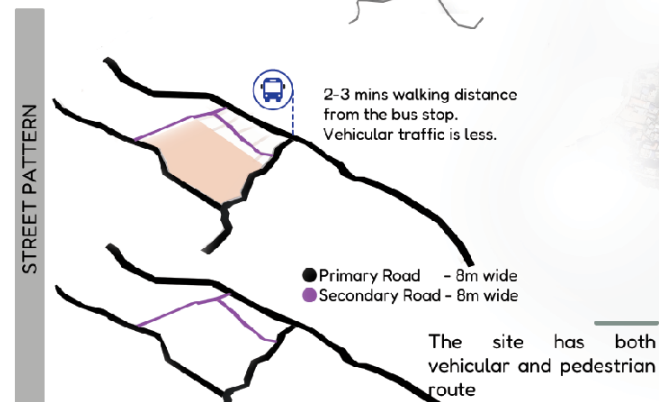 STREET PATTERN
2-3 mins walking distance
from the bus stop.
Vehicular traffic is less.
Primary Road - 8m wide
Secondary Road - 8m wide
The site has both
vehicular and pedestrian
route